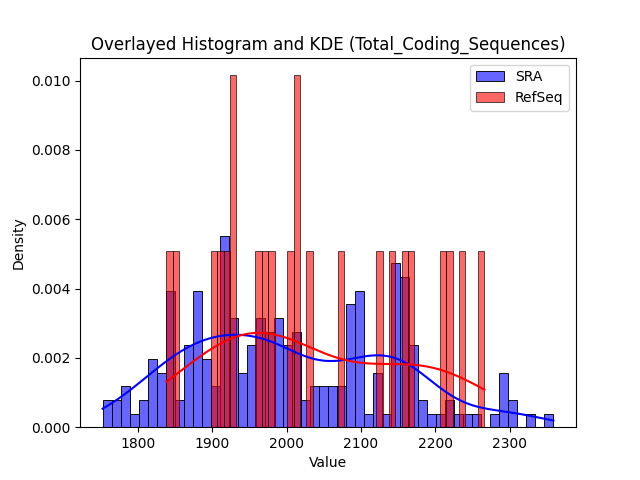 Overlayed Histogram and KDE (Total_Coding_Sequences)
SRA
RefSeq
0.010
0.008
0.006
0.004
0.002
0.000
Density
1800 1900 2000 2100 2200 2300
Value